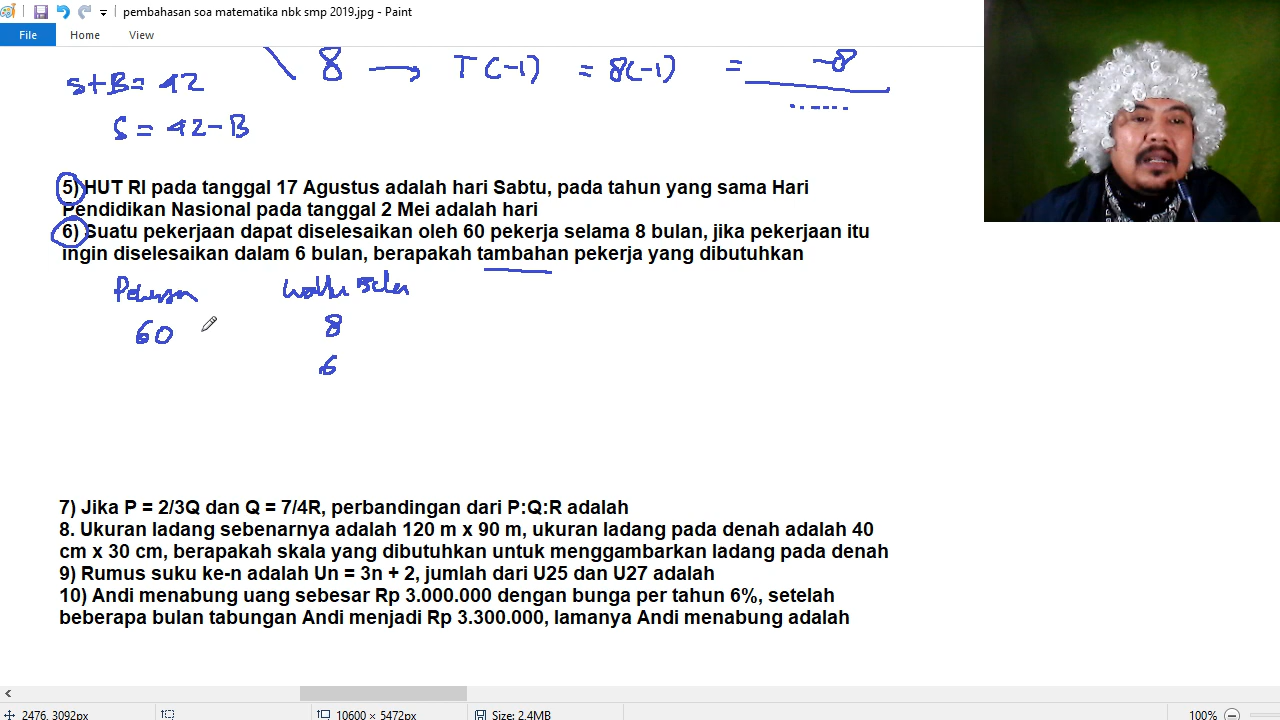 pembahasan soa matematika nbk smp 2019.jpg - Paint
File Home View
8 → T (-1) = 8(-1) = -8
S+B = 42
.......
S = 42 - B
5) HUT RI pada tanggal 17 Agustus adalah hari Sabtu, pada tahun yang sama Hari
Pendidikan Nasional pada tanggal 2 Mei adalah hari
6) Suatu pekerjaan dapat diselesaikan oleh 60 pekerja selama 8 bulan, jika pekerjaan itu
ingin diselesaikan dalam 6 bulan, berapakah tambahan pekerja yang dibutuhkan
60 8
6
7) Jika P = 2/3Q dan Q = 7/4R, perbandingan dari P:Q:R adalah
8. Ukuran ladang sebenarnya adalah 120 m x 90 m, ukuran ladang pada denah adalah 40
cm x 30 cm, berapakah skala yang dibutuhkan untuk menggambarkan ladang pada denah
9) Rumus suku ke-n adalah Un = 3n + 2, jumlah dari U25 dan U27 adalah
10) Andi menabung uang sebesar Rp 3.000.000 dengan bunga per tahun 6%, setelah
beberapa bulan tabungan Andi menjadi Rp 3.300.000, lamanya Andi menabung adalah
2476, 3092px 10600 × 5472px Size: 2.4MB 100%